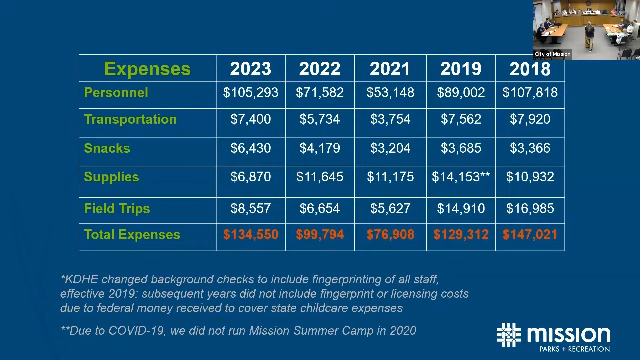 City of Mission
Expenses 2023 2022 2021 2019 2018
Personnel $105,293 $71,582 $53,148 $89,002 $107,818
Transportation $7,400 $5,734 $3,754 $7,562 $7,920
Snacks $6,430 $4,179 $3,204 $3,685 $3,366
Supplies $6,870 $11,645 $11,175 $14,153** $10,932
Field Trips $8,557 $6,654 $5,627 $14,910 $16,985
Total Expenses $134,550 $99,794 $76,908 $129,312 $147,021
*KDHE changed background checks to include fingerprinting of all staff,
effective 2019: subsequent years did not include fingerprint or licensing costs
due to federal money received to cover state childcare expenses
**Due to COVID-19, we did not run Mission Summer Camp in 2020
mission
PARKS + RECREATION